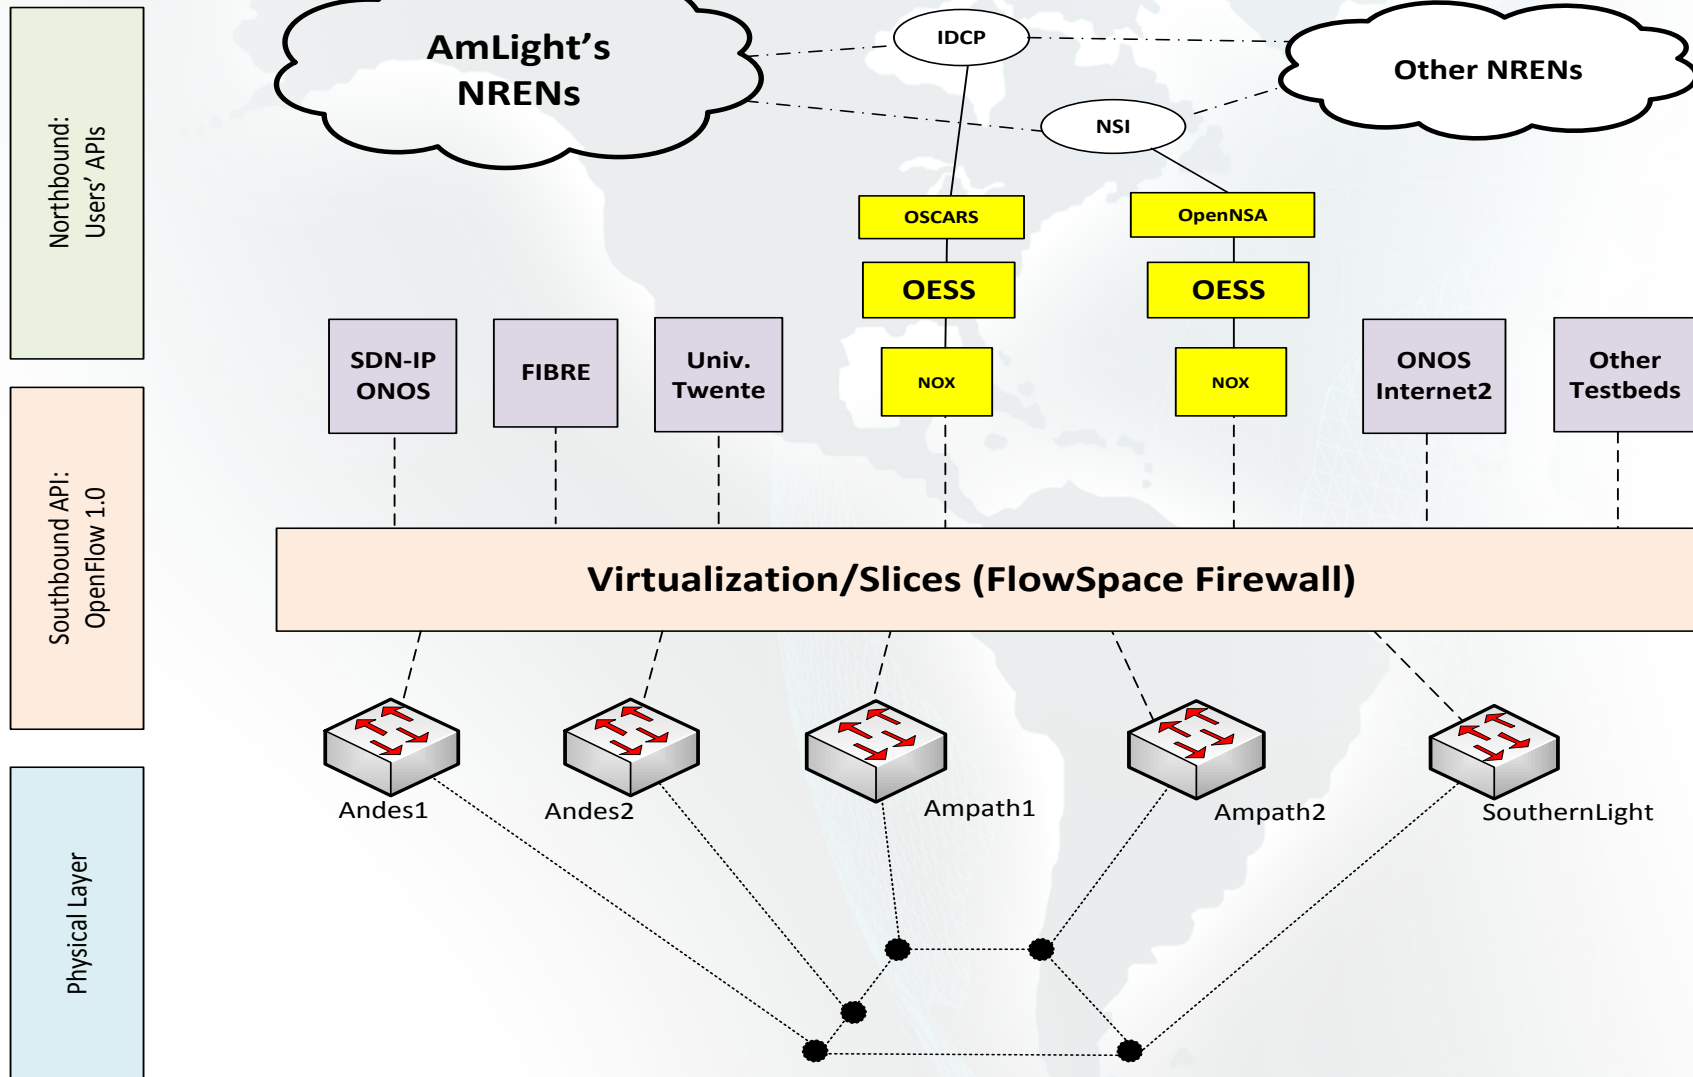 Northbound:
Users' APIs
AmLight's
NRENs
IDCP
Other NRENs
NSI
OSCARS
OpenNSA
OESS
OESS
SDN-IP
ONOS
FIBRE
Univ.
Twente
NOX
NOX
ONOS
Internet2
Other
Testbeds
Southbound API:
OpenFlow 1.0
Virtualization/Slices (FlowSpace Firewall)
Andes1
Andes2
Ampath1
Ampath2
SouthernLight
Physical Layer